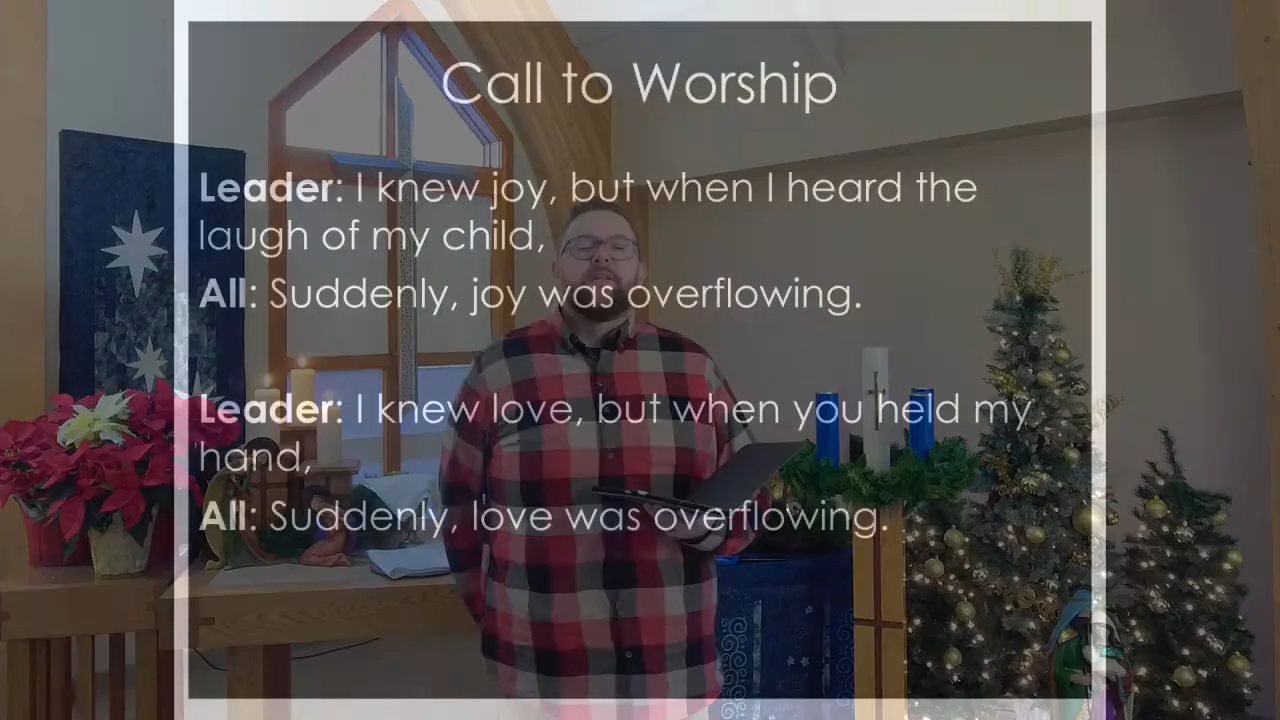 Call to Worship
Leader: I knew joy, but when I heard the
laugh of my child,
All: Suddenly, joy was overflowing.
Leader: I knew love, but when you held my
hand,
All: Suddenly, love was overflowing.